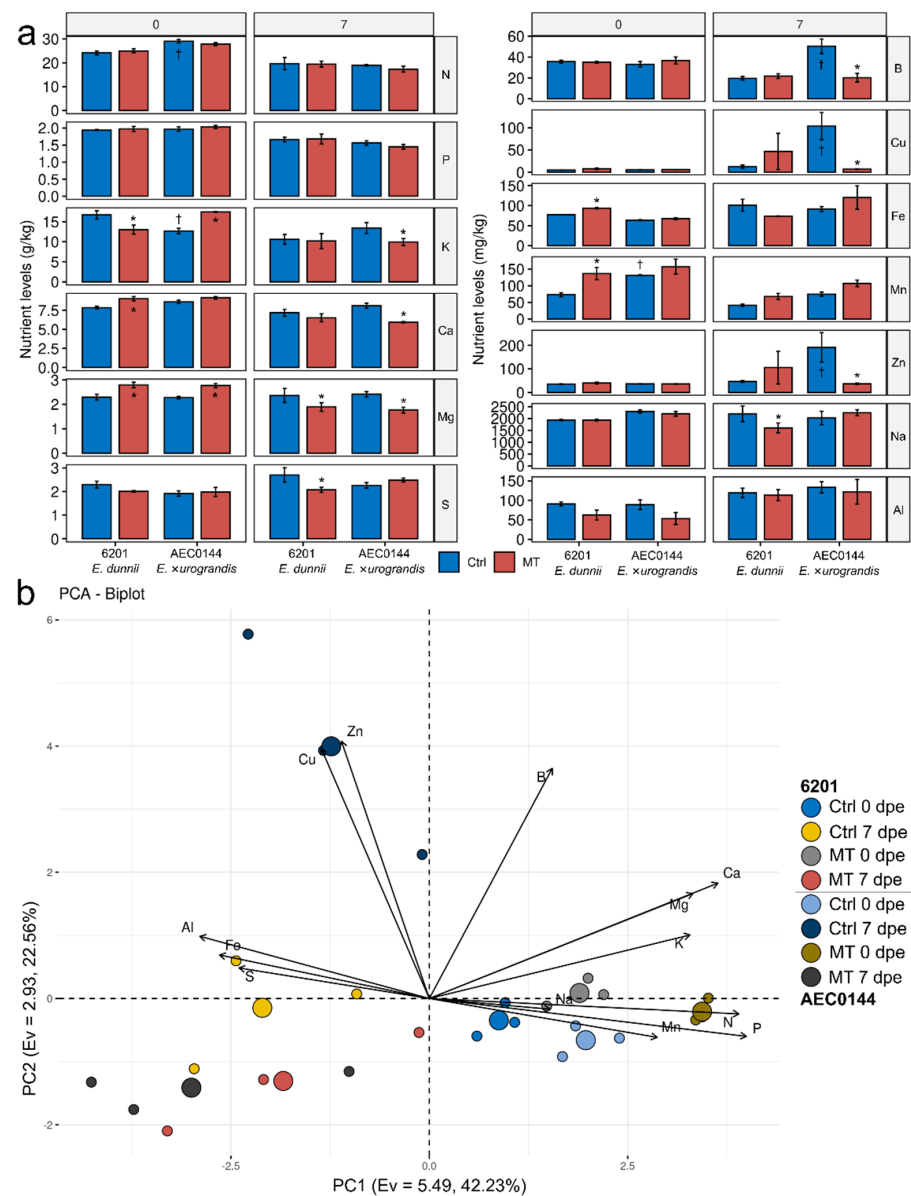 a
0
7
0
7
Nutrient levels (g/kg)
30
20
10
0
†
N
2.0
1.5
1.0
0.5
0.0
P
15
10
5
0
*
†
*
*
K
7.5
5.0
2.5
0.0
*
*
Ca
3
2
1
0
*
*
*
*
Mg
3
2
1
0
*
S
6201
E. dunnii
AEC0144
E. ×urograndis
6201
E. dunnii
AEC0144
E. ×urograndis
Ctrl
MT
Nutrient levels (mg/kg)
60
40
20
0
†
*
B
100
50
0
†
*
Cu
150
100
50
0
*
Fe
150
100
50
0
*
†
Mn
200
100
0
†
*
Zn
2500
2000
1500
1000
500
0
*
Na
150
100
50
0
Al
6201
E. dunnii
AEC0144
E. ×urograndis
6201
E. dunnii
AEC0144
E. ×urograndis
b
PCA - Biplot
PC2 (Ev = 2.93, 22.56%)
6
4
2
0
-2
Zn
Cu
B
Ca
Mg
K
Al
Fe
S
Na
Mn
N
P
-2.5
0.0
2.5
PC1 (Ev = 5.49, 42.23%)
6201
Ctrl 0 dpe
Ctrl 7 dpe
MT 0 dpe
MT 7 dpe
Ctrl 0 dpe
Ctrl 7 dpe
MT 0 dpe
MT 7 dpe
AEC0144